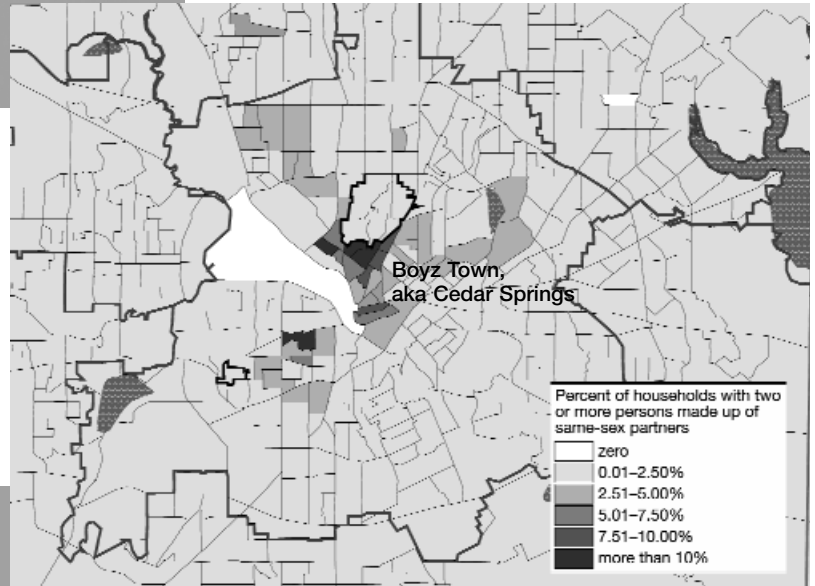 Boyz Town,
aka Cedar Springs
Percent of households with two
or more persons made up of
same-sex partners
zero
0.01–2.50%
2.51–5.00%
5.01–7.50%
7.51–10.00%
more than 10%